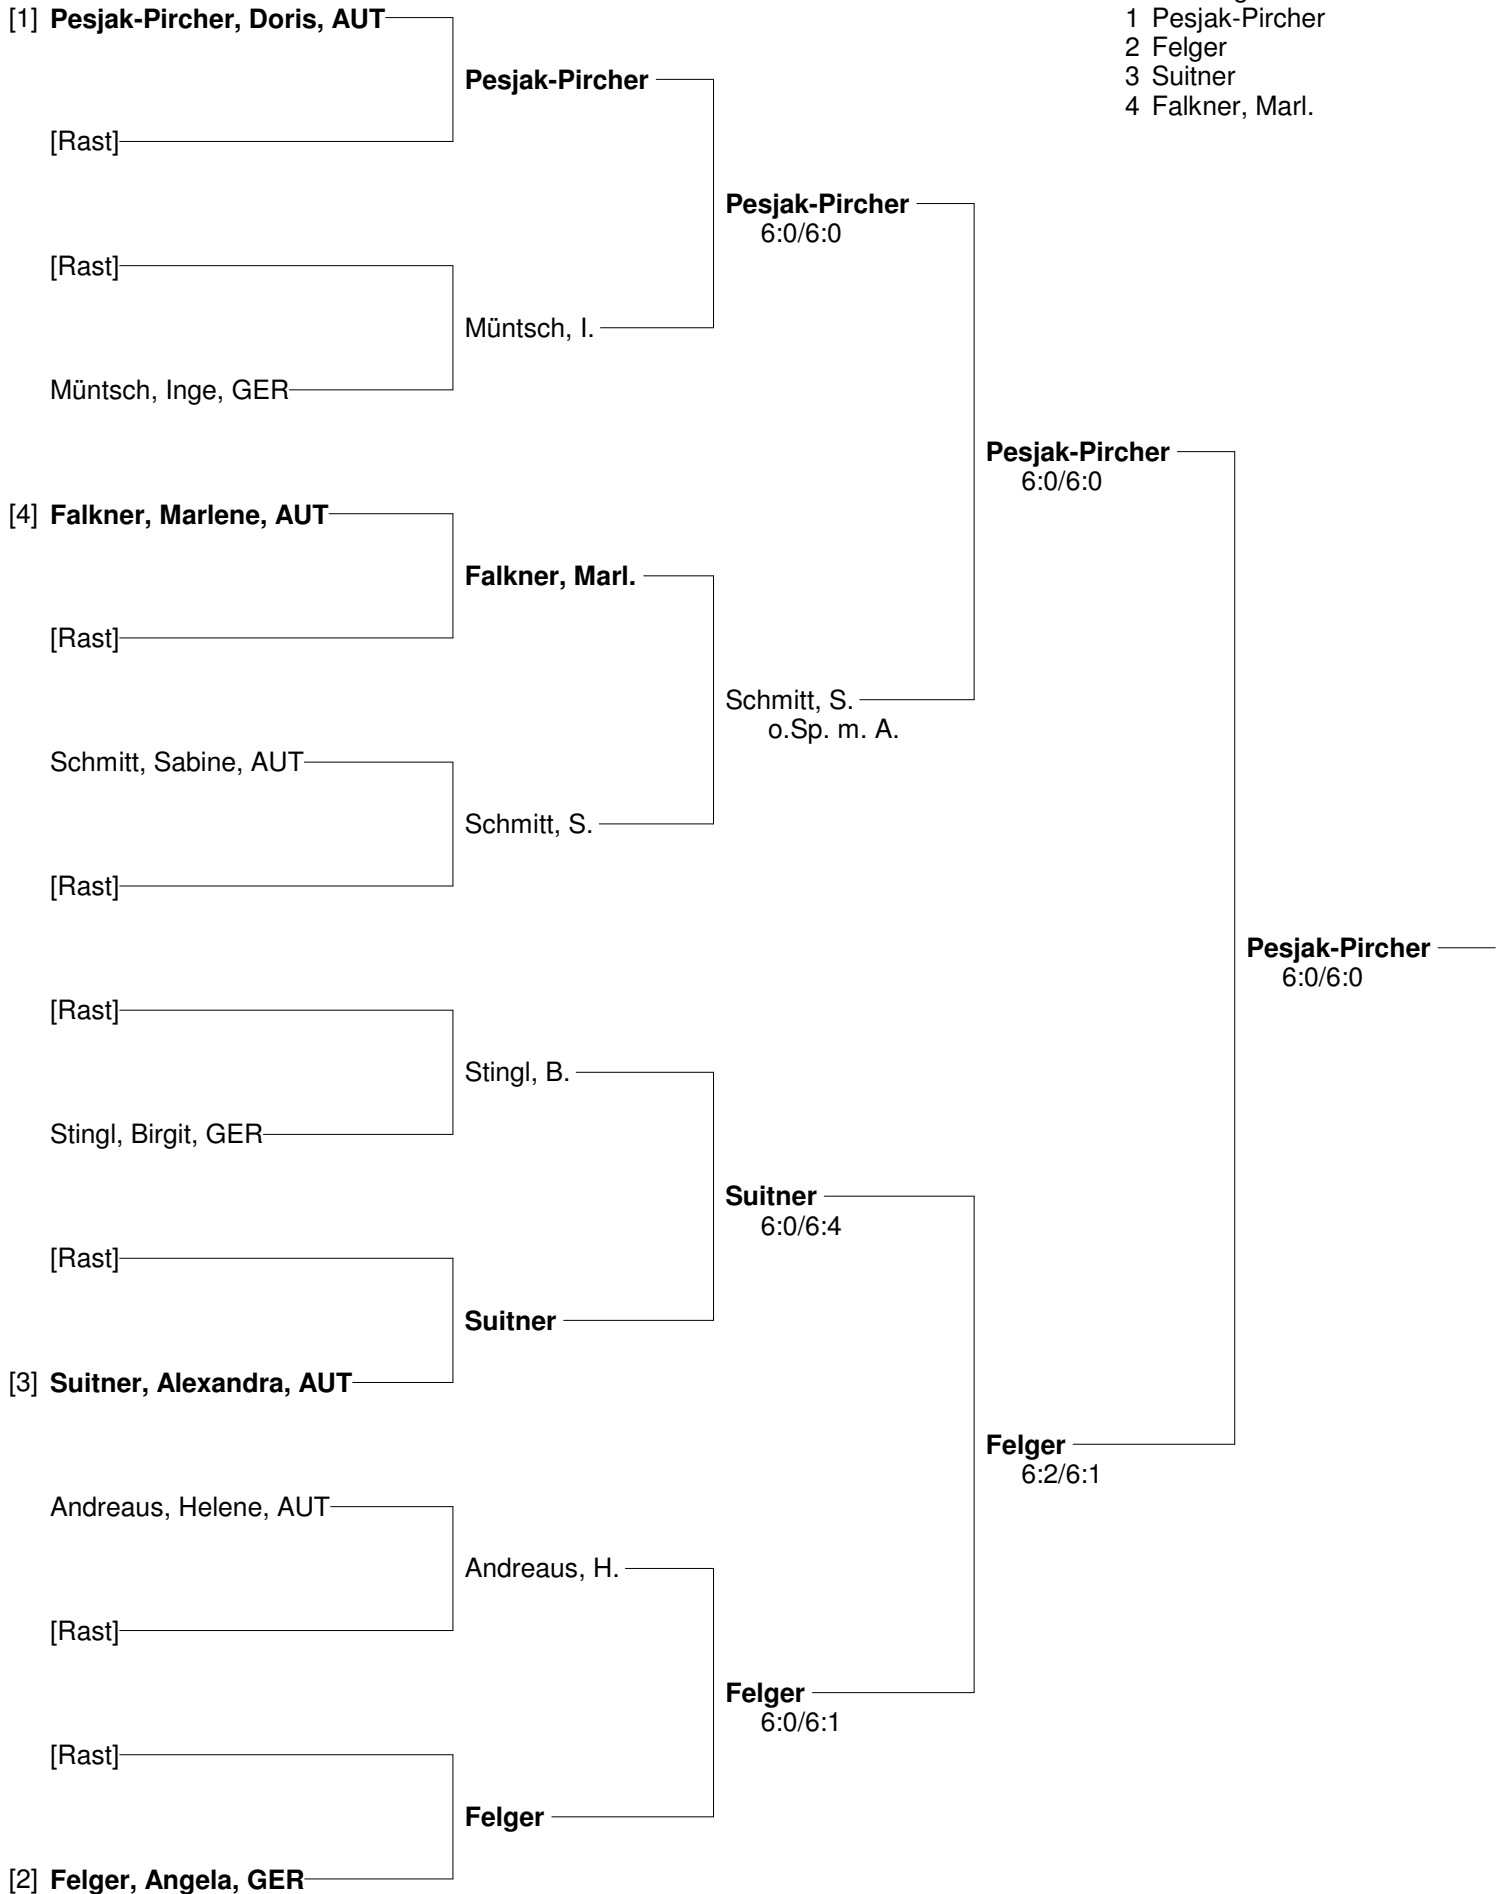 [1] Pesjak-Pircher, Doris, AUT
1 Pesjak-Pircher
2 Felger
3 Suitner
4 Falkner, Marl.
Pesjak-Pircher
[Rast]
Pesjak-Pircher
6:0/6:0
[Rast]
Müntsch, I.
Müntsch, Inge, GER
Pesjak-Pircher
6:0/6:0
[4] Falkner, Marlene, AUT
Falkner, Marl.
[Rast]
Schmitt, S.
o.Sp. m. A.
Schmitt, Sabine, AUT
Schmitt, S.
[Rast]
Pesjak-Pircher
6:0/6:0
[Rast]
Stingl, B.
Stingl, Birgit, GER
Suitner
6:0/6:4
[Rast]
Suitner
[3] Suitner, Alexandra, AUT
Felger
6:2/6:1
Andreaus, Helene, AUT
Andreaus, H.
[Rast]
Felger
6:0/6:1
[Rast]
Felger
[2] Felger, Angela, GER